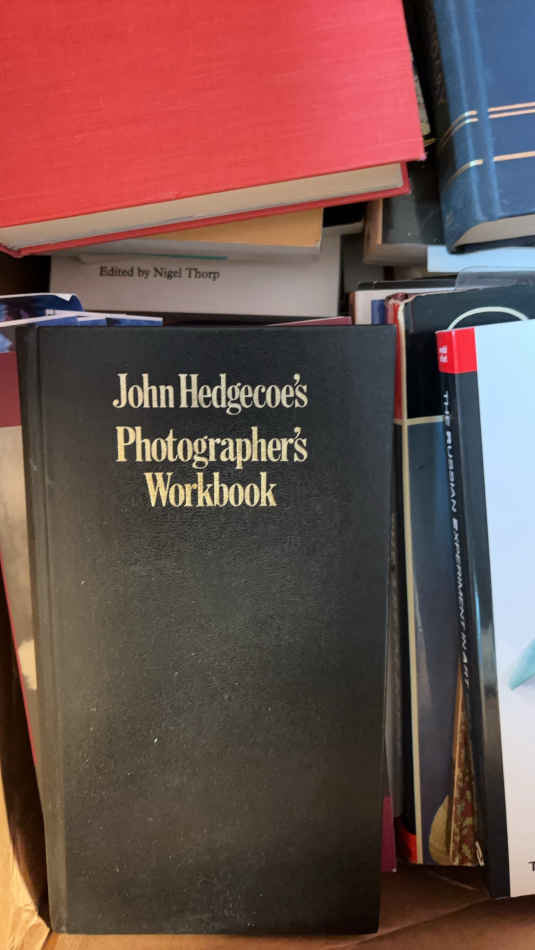 Edited by Nigel Thorp
John Hedgecoe's
Photographer's
Workbook
THE RUSSIAN EXPERIMENT IN ART
T